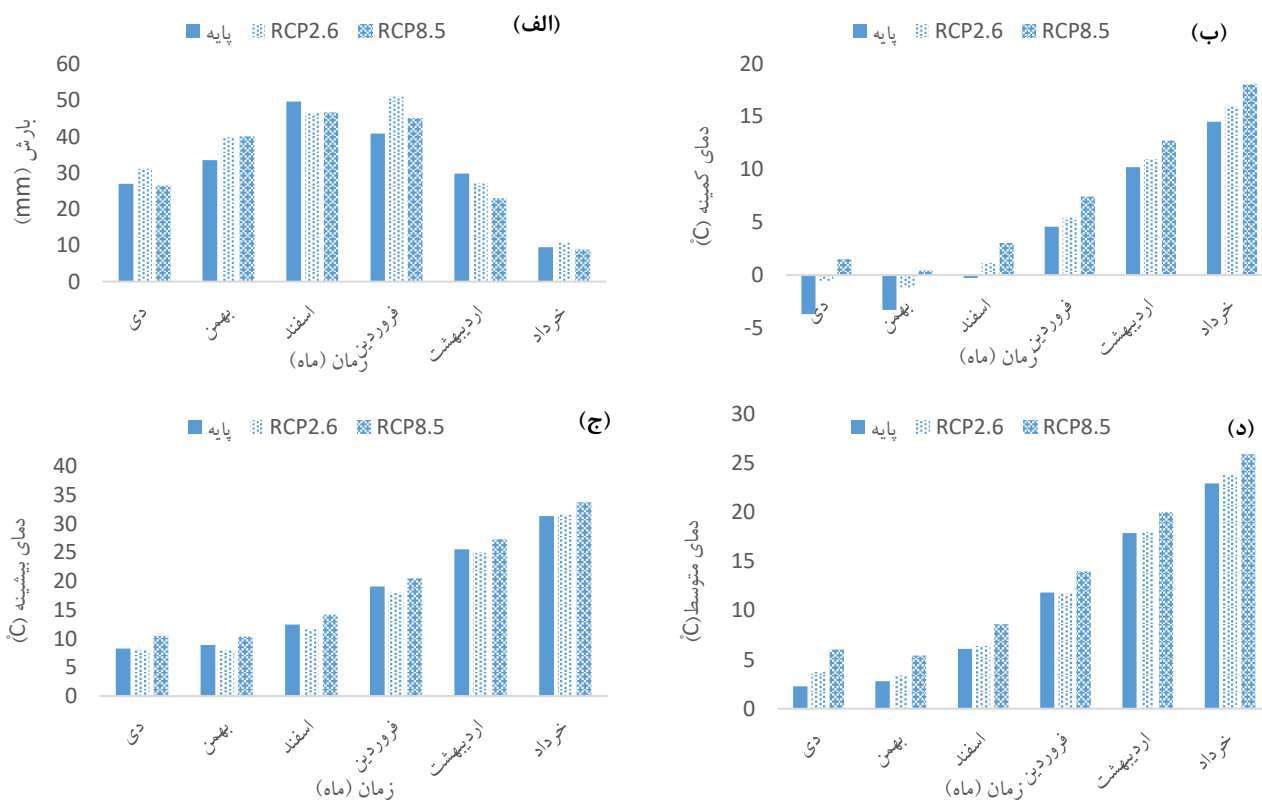 (الف)
پایه RCP2.6 RCP8.5
60
50
40
30
20
10
0
بارش (mm)
دی بهمن اسفند فروردین اردیبهشت خرداد
زمان (ماه)
(ب)
پایه RCP2.6 RCP8.5
20
15
10
5
0
-5
دمای کمینه (C̊)
دی بهمن اسفند فروردین اردیبهشت خرداد
زمان (ماه)
(ج)
پایه RCP2.6 RCP8.5
40
35
30
25
20
15
10
5
0
دمای بیشینه (C̊)
دی بهمن اسفند فروردین اردیبهشت خرداد
زمان (ماه)
(د)
پایه RCP2.6 RCP8.5
30
25
20
15
10
5
0
دمای متوسط(C̊)
دی بهمن اسفند فروردین اردیبهشت خرداد
زمان (ماه)